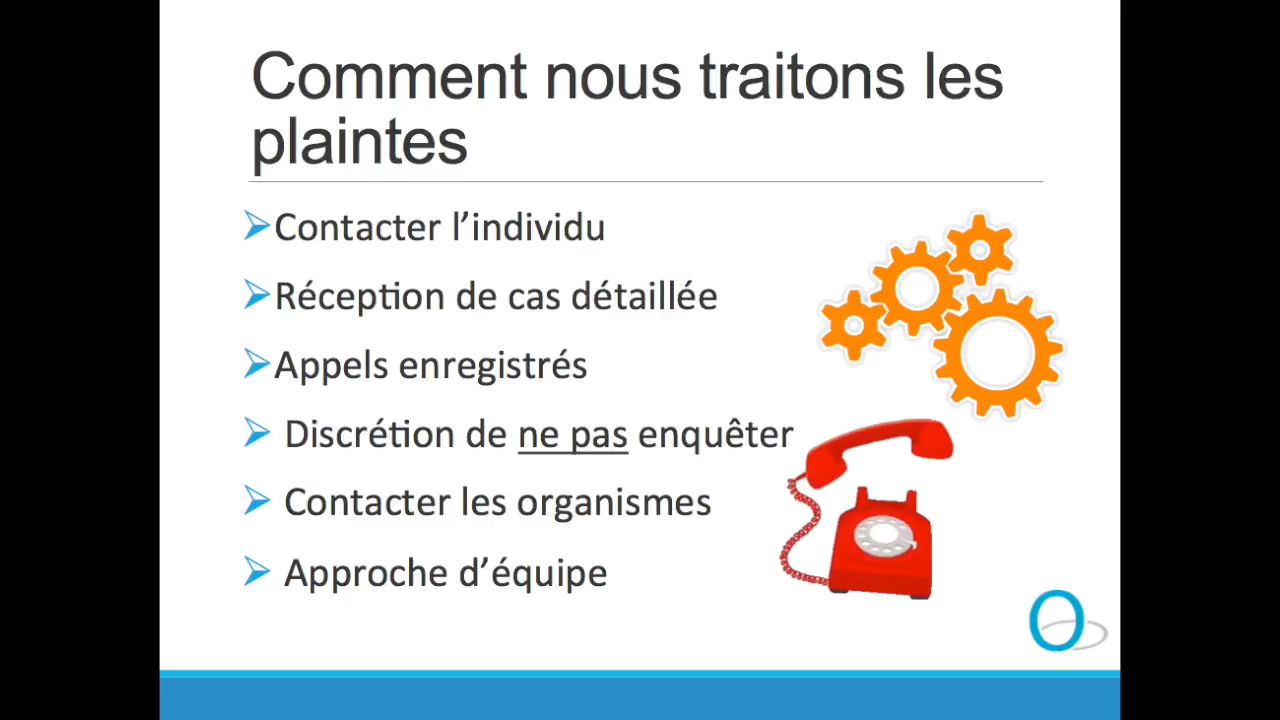 Comment nous traitons les
plaintes
Contacter l’individu
Réception de cas détaillée
Appels enregistrés
Discrétion de ne pas enquêter
Contacter les organismes
Approche d’équipe